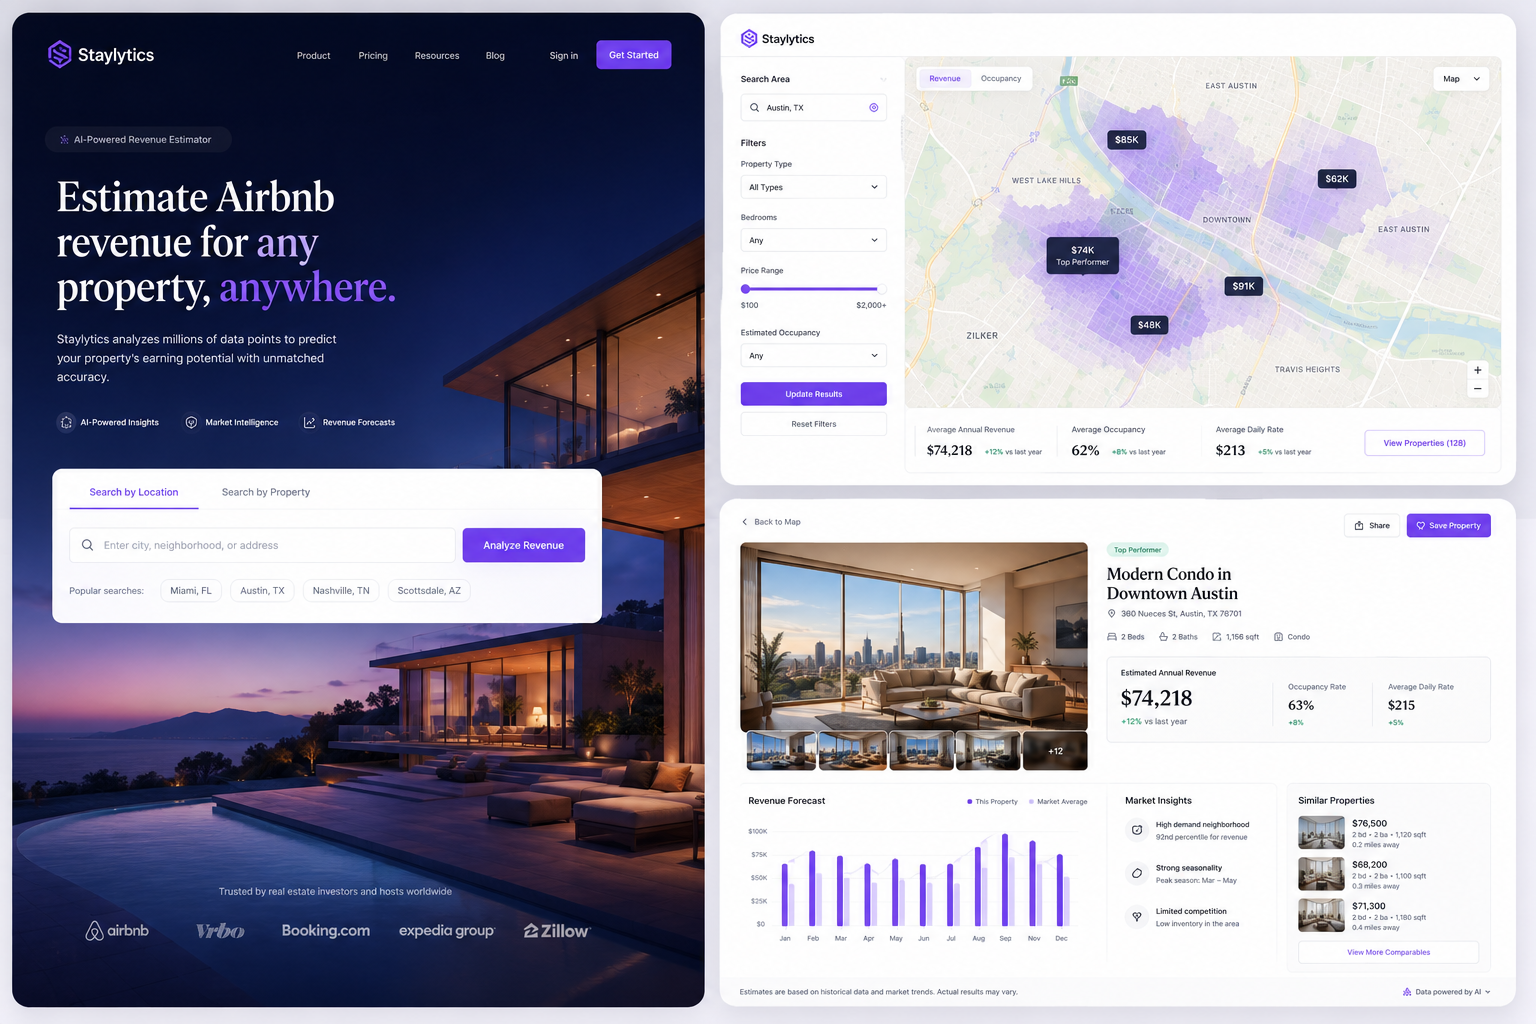 Staylytics
Product
Pricing
Resources
Blog
Sign in
Get Started
AI-Powered Revenue Estimator
Estimate Airbnb
revenue for any
property, anywhere.
Staylytics analyzes millions of data points to predict
your property's earning potential with unmatched
accuracy.
AI-Powered Insights
Market Intelligence
Revenue Forecasts
Search by Location
Search by Property
Enter city, neighborhood, or address
Analyze Revenue
Popular searches:
Miami, FL
Austin, TX
Nashville, TN
Scottsdale, AZ
Trusted by real estate investors and hosts worldwide
airbnb
Vrbo
Booking.com
expedia group
Zillow
Staylytics
Search Area
Austin, TX
Filters
Property Type
All Types
Bedrooms
Any
Price Range
$100
$2,000+
Estimated Occupancy
Any
Update Results
Reset Filters
Revenue
Occupancy
Map
EAST AUSTIN
$85K
WEST LAKE HILLS
$62K
DOWNTOWN
EAST AUSTIN
$74K
Top Performer
$91K
$48K
ZILKER
TRAVIS HEIGHTS
+
−
Average Annual Revenue
$74,218
+12% vs last year
Average Occupancy
62%
+8% vs last year
Average Daily Rate
$213
+5% vs last year
View Properties (128)
Back to Map
Share
Save Property
+12
Top Performer
Modern Condo in
Downtown Austin
360 Nueces St, Austin, TX 78701
2 Beds
2 Baths
1,156 sqft
Condo
Estimated Annual Revenue
$74,218
+12% vs last year
Occupancy Rate
63%
+8%
Average Daily Rate
$215
+5%
Revenue Forecast
This Property
Market Average
$100K
$75K
$50K
$25K
$0
Jan
Feb
Mar
Apr
May
Jun
Jul
Aug
Sep
Nov
Dec
Market Insights
High demand neighborhood
92nd percentile for revenue
Strong seasonality
Peak season: Mar – May
Limited competition
Low inventory in the area
Similar Properties
$76,500
2 bd • 2 ba • 1,120 sqft
0.2 miles away
$68,200
2 bd • 2 ba • 1,100 sqft
0.3 miles away
$71,300
2 bd • 2 ba • 1,180 sqft
0.4 miles away
View More Comparables
Estimates are based on historical data and market trends. Actual results may vary.
Data powered by AI